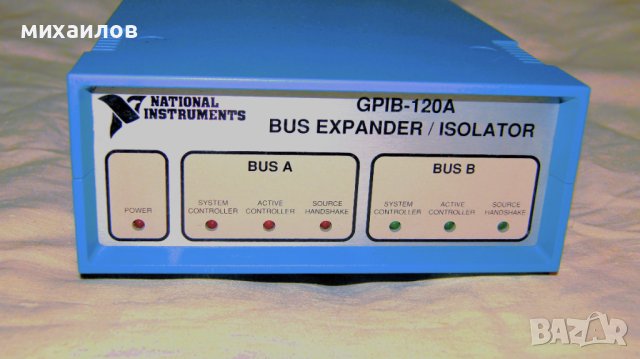 михаилов
NATIONAL
INSTRUMENTS
GPIB-120A
BUS EXPANDER / ISOLATOR
BUS A
BUS B
POWER
SYSTEM
CONTROLLER
ACTIVE
CONTROLLER
SOURCE
HANDSHAKE
SYSTEM
CONTROLLER
ACTIVE
CONTROLLER
SOURCE
HANDSHAKE
BAZAR